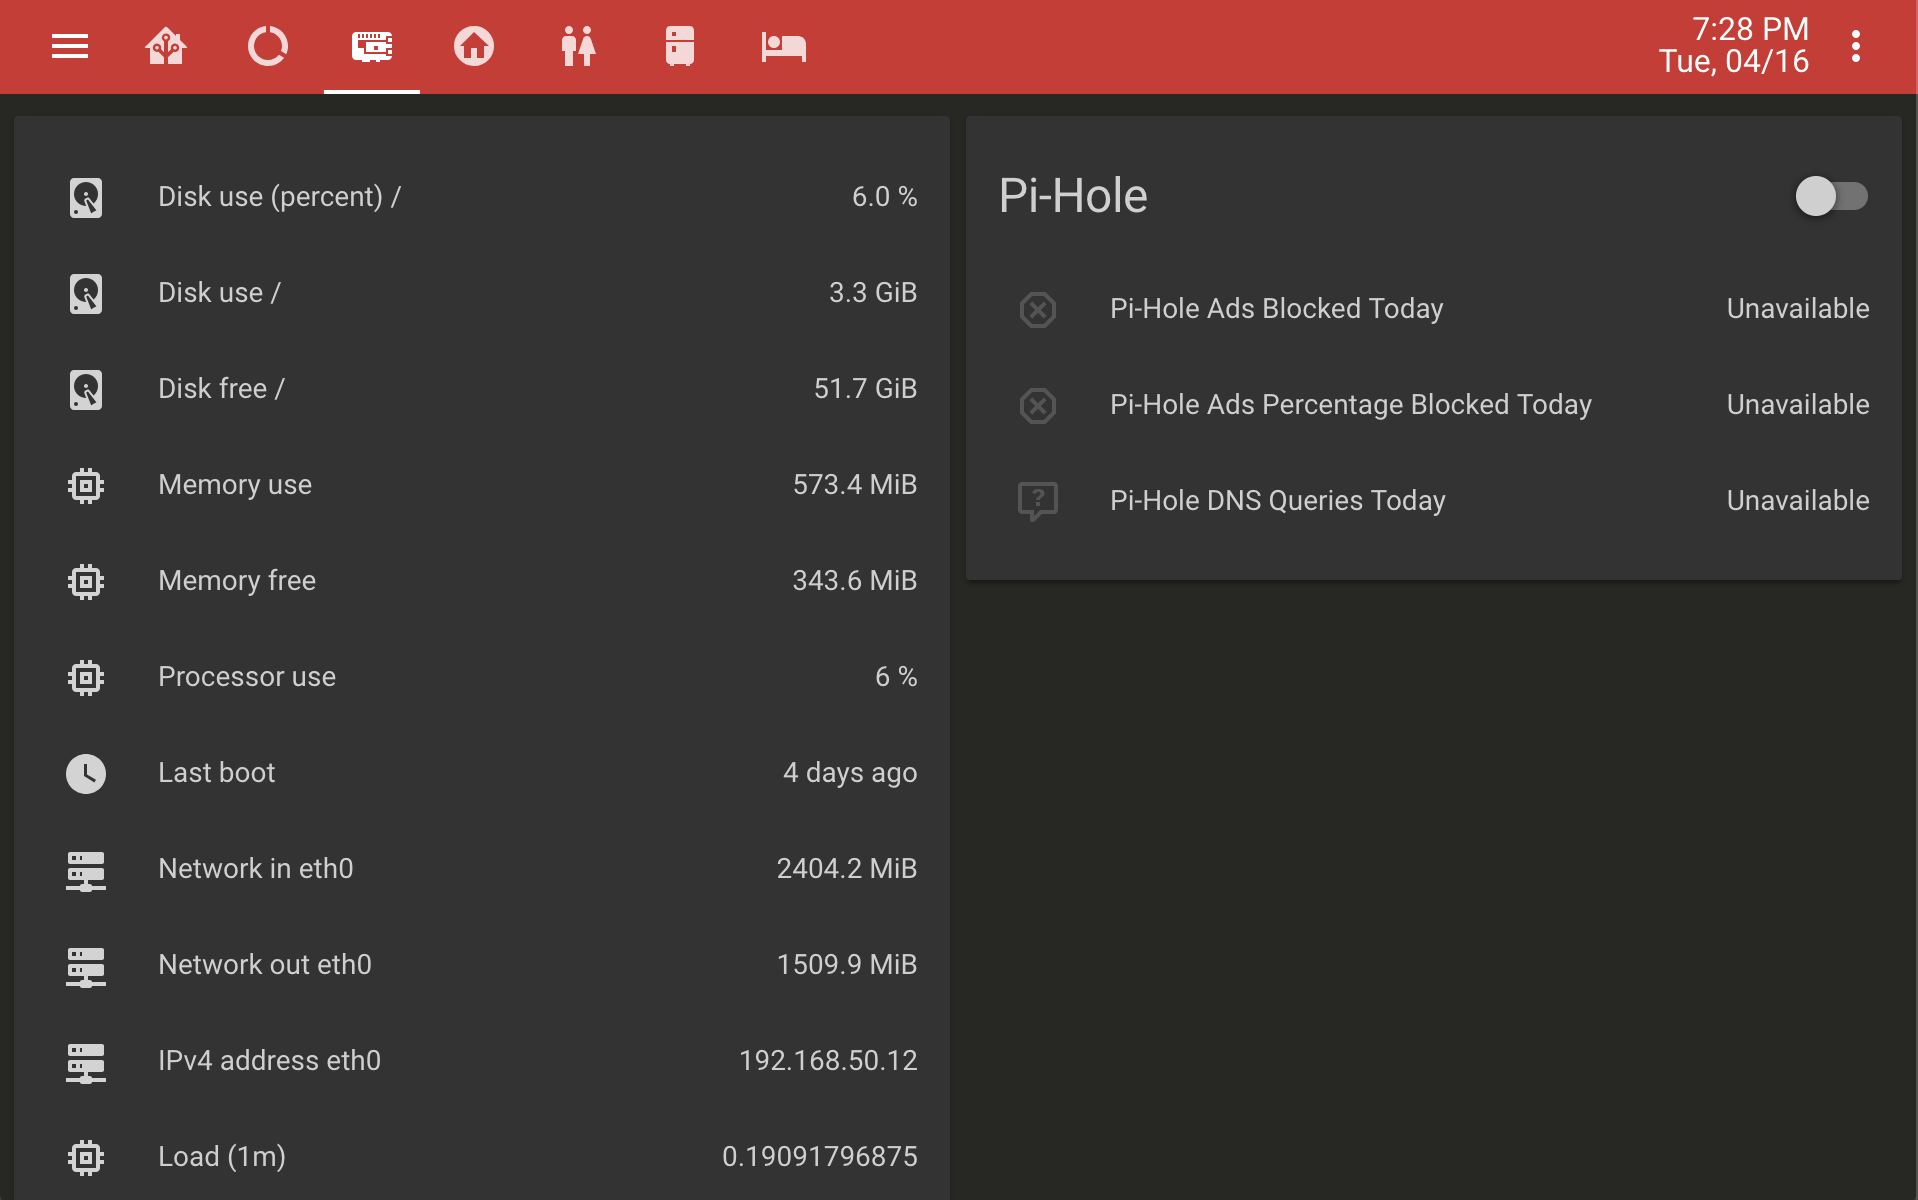 7:28 PM
Tue, 04/16
Disk use (percent) / 6.0 %
Disk use / 3.3 GiB
Disk free / 51.7 GiB
Memory use 573.4 MiB
Memory free 343.6 MiB
Processor use 6 %
Last boot 4 days ago
Network in eth0 2404.2 MiB
Network out eth0 1509.9 MiB
IPv4 address eth0 192.168.50.12
Load (1m) 0.19091796875
Pi-Hole
Pi-Hole Ads Blocked Today Unavailable
Pi-Hole Ads Percentage Blocked Today Unavailable
Pi-Hole DNS Queries Today Unavailable